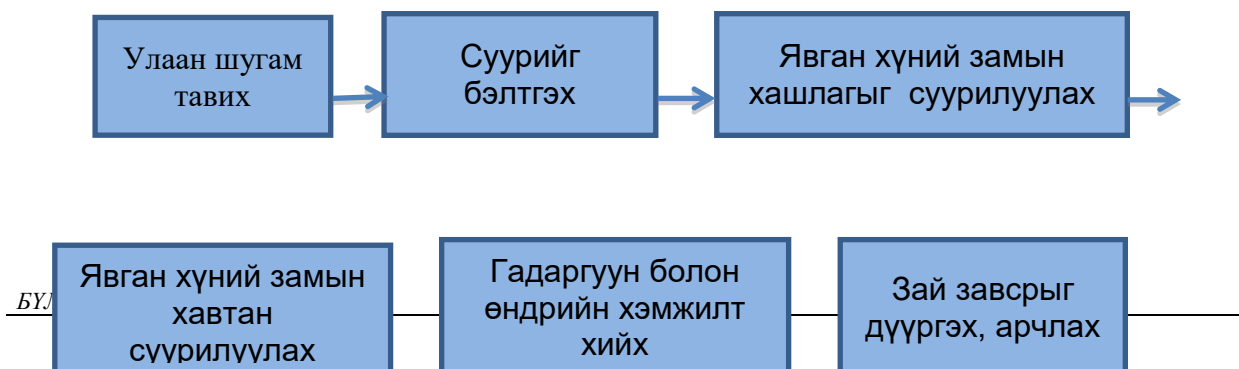 Улаан шугам
тавих
Суурийг
бэлтгэх
Явган хүний замын
хашлагыг суурилуулах
Явган хүний замын
хавтан
суурилуулах
Гадаргуун болон
өндрийн хэмжилт
хийх
Зай завсрыг
дүүргэх, арчлах